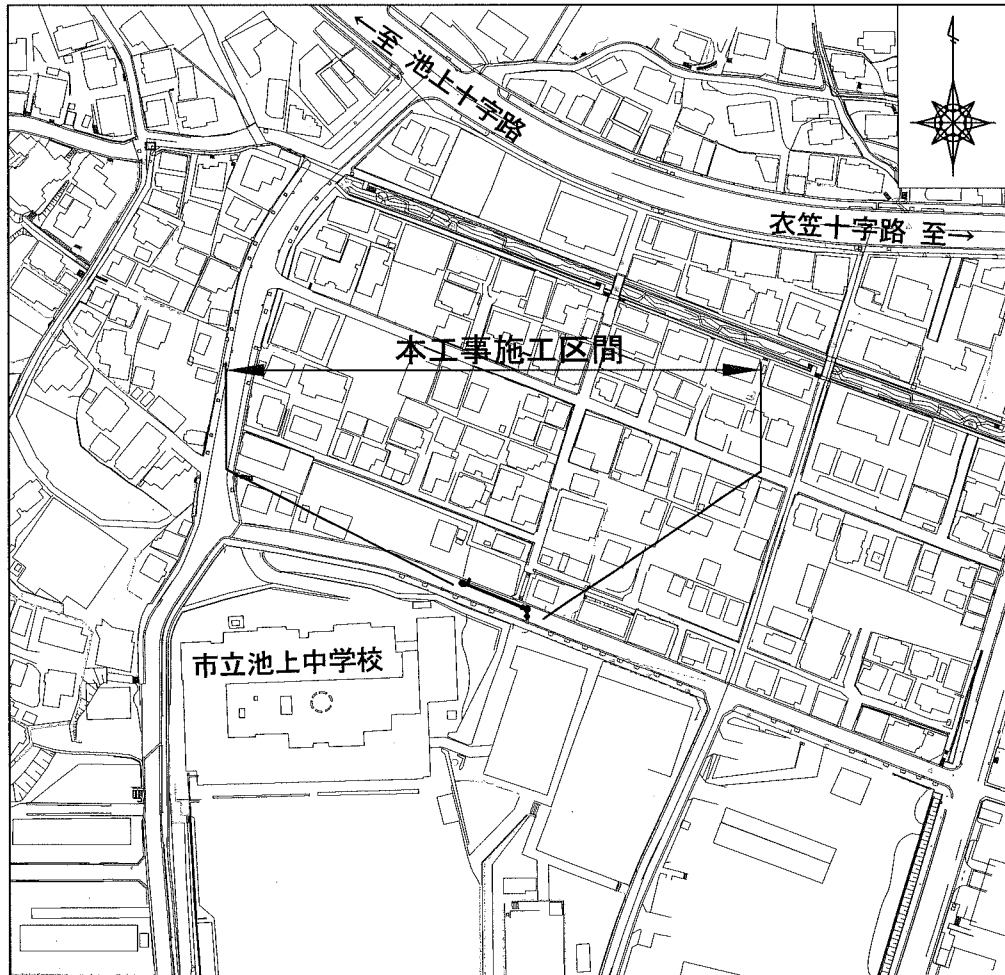 ←至 池上十字路
衣笠十字路 至→
本工事施工区間
市立池上中学校